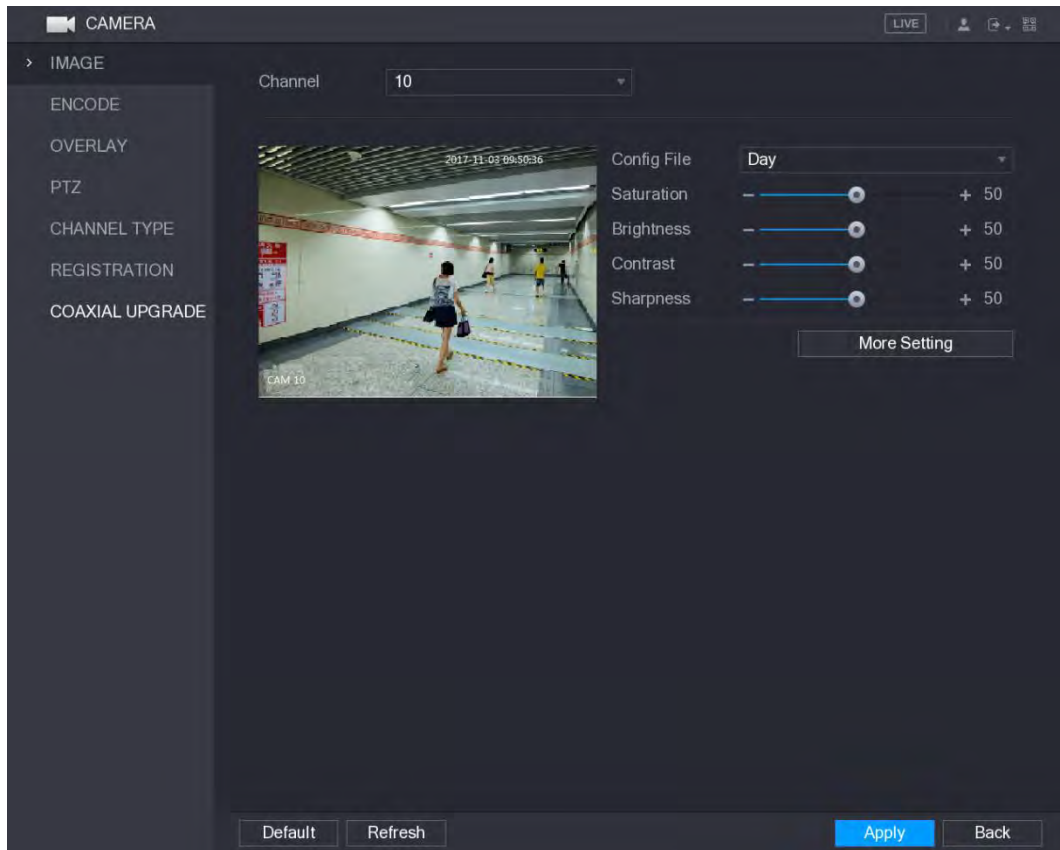 CAMERA
LIVE
IMAGE
ENCODE
OVERLAY
PTZ
CHANNEL TYPE
REGISTRATION
COAXIAL UPGRADE
Channel 10
2017-11-03 09:50:36
CAM 10
Config File Day
Saturation 50
Brightness 50
Contrast 50
Sharpness 50
More Setting
Default Refresh Apply Back